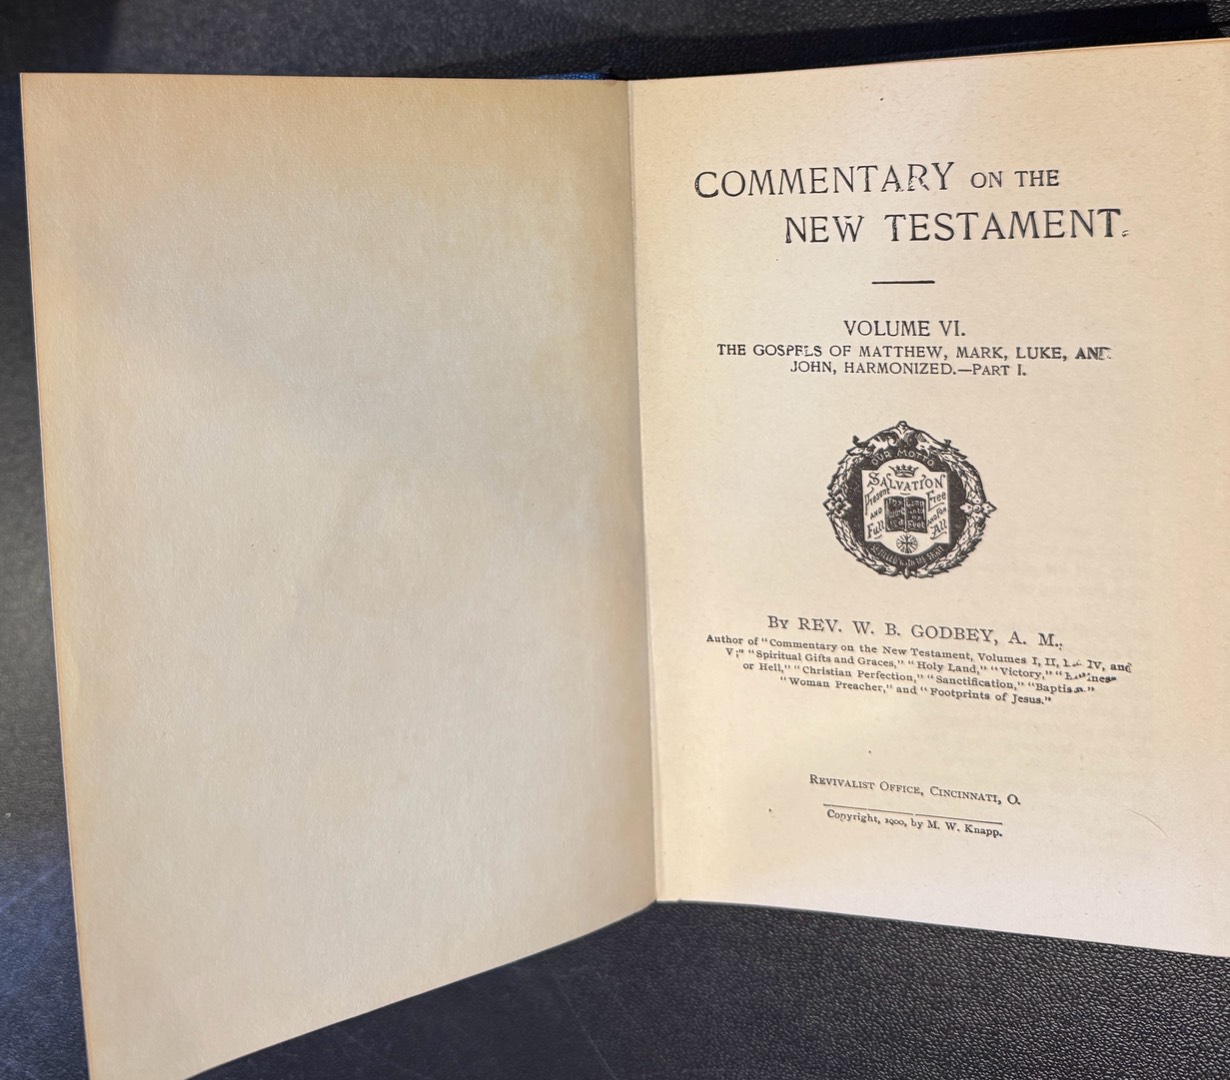 COMMENTARY ON THE
NEW TESTAMENT.
VOLUME VI.
THE GOSPELS OF MATTHEW, MARK, LUKE, AND
JOHN, HARMONIZED.—PART I.
OUR MOTTO
SALVATION
Present Free
AND AND FOR
Full All
By REV. W. B. GODBEY, A. M.,
Author of "Commentary on the New Testament, Volumes I, II, IV, and
V;" "Spiritual Gifts and Graces," "Holy Land," "Victory,"
or Hell," "Christian Perfection," "Sanctification," "Baptism,"
"Woman Preacher," and "Footprints of Jesus."
REVIVALIST OFFICE, CINCINNATI, O.
Copyright, 1900, by M. W. Knapp.